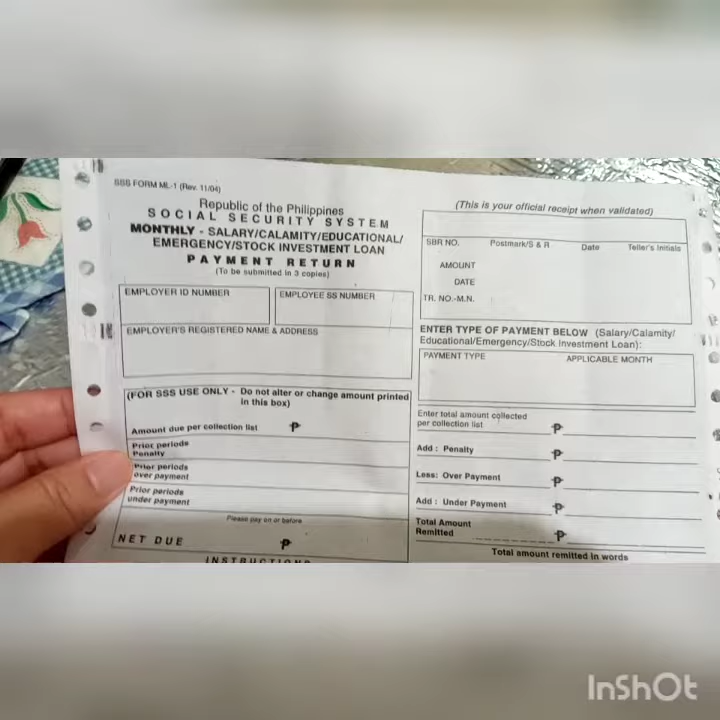 SSS FORM ML-1 (Rev. 11/04)
Republic of the Philippines
SOCIAL SECURITY SYSTEM
MONTHLY - SALARY/CALAMITY/EDUCATIONAL/
EMERGENCY/STOCK INVESTMENT LOAN
PAYMENT RETURN
(To be submitted in 3 copies)
EMPLOYER ID NUMBER
EMPLOYEE SS NUMBER
EMPLOYER'S REGISTERED NAME & ADDRESS
(FOR SSS USE ONLY - Do not alter or change amount printed
in this box)
Amount due per collection list ₱
Prior periods
Penalty
Prior periods
over payment
Prior periods
under payment
Please pay on or before
NET DUE ₱
INSTRUCTIONS
(This is your official receipt when validated)
SBR NO. Postmark/S & R Date Teller's Initials
AMOUNT
DATE
TR. NO.-M.N.
ENTER TYPE OF PAYMENT BELOW (Salary/Calamity/
Educational/Emergency/Stock Investment Loan):
PAYMENT TYPE APPLICABLE MONTH
Enter total amount collected
per collection list ₱
Add : Penalty ₱
Less: Over Payment ₱
Add : Under Payment ₱
Total Amount
Remitted ₱
Total amount remitted in words
InShOt